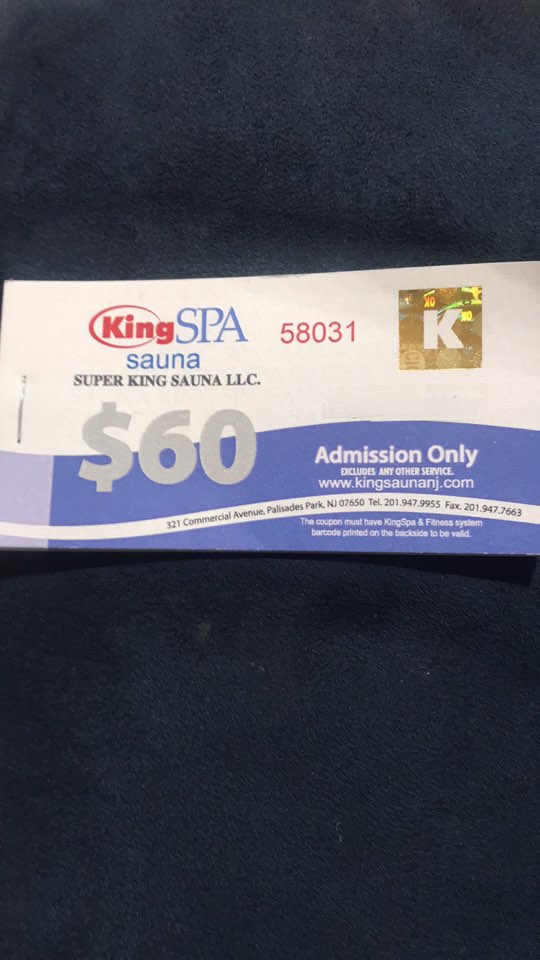 KingSPA
sauna
SUPER KING SAUNA LLC.
58031
K
$60
Admission Only
EXCLUDES ANY OTHER SERVICE.
www.kingsaunanj.com
321 Commercial Avenue, Palisades Park, NJ 07650 Tel. 201.947.9955 Fax. 201.947.7663
The coupon must have KingSpa & Fitness system
barcode printed on the backside to be valid.